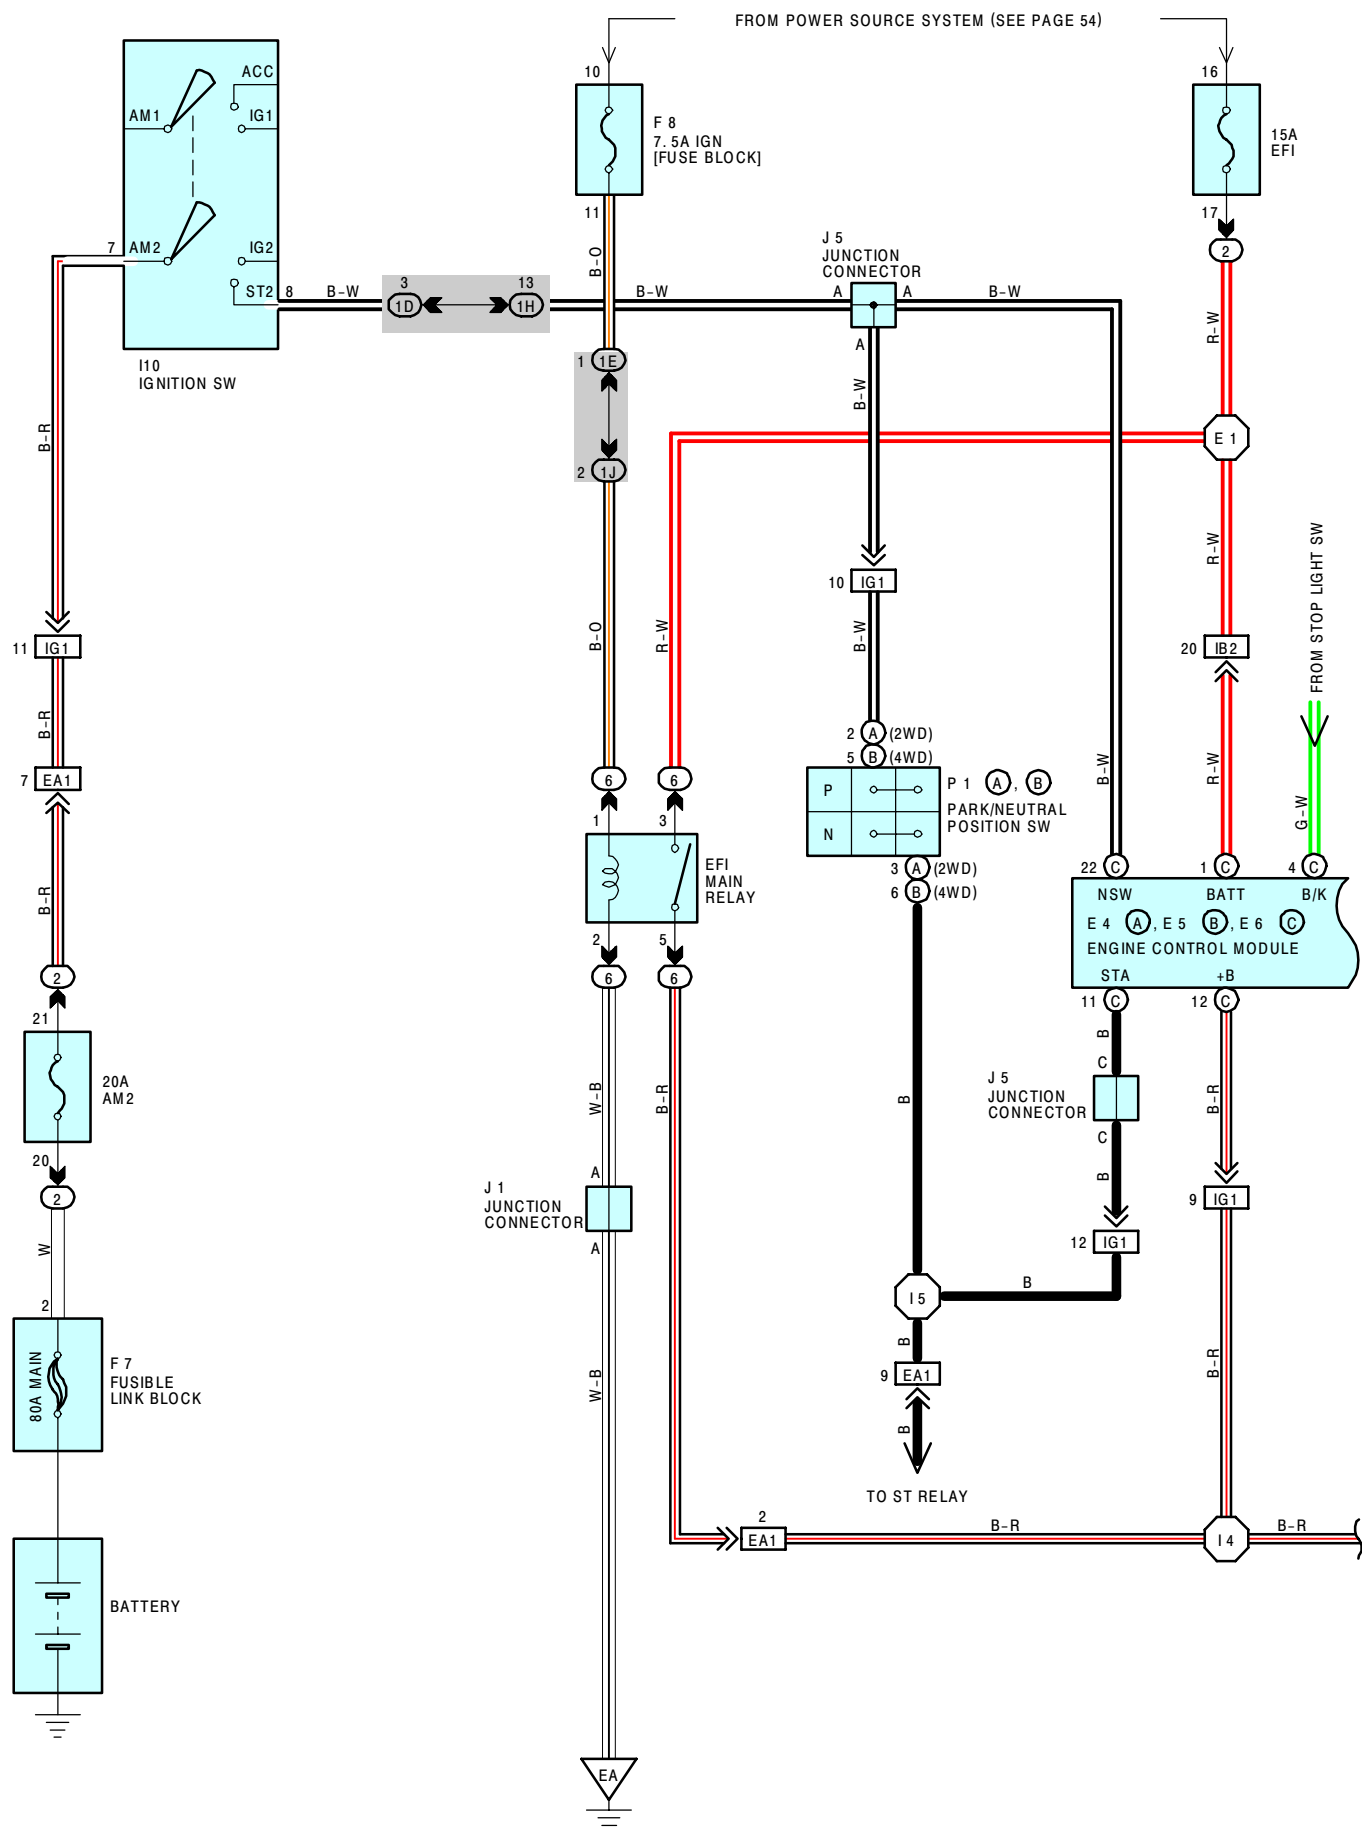 FROM POWER SOURCE SYSTEM (SEE PAGE 54)
ACC
AM1
IG1
7
AM2
IG2
ST2
8
B-W
3
1D
13
1H
B-W
I10
IGNITION SW
10
F 8
7. 5A IGN
[FUSE BLOCK]
11
B-O
1
1E
2
1J
B-O
J 5
JUNCTION
CONNECTOR
A
A
B-W
A
B-W
16
15A
EFI
17
2
R-W
E 1
R-W
20
IB2
R-W
FROM STOP LIGHT SW
G-W
B-R
11
IG1
B-R
7
EA1
B-R
2
21
20A
AM2
20
2
W
2
80A MAIN
F 7
FUSIBLE
LINK BLOCK
BATTERY
R-W
10
IG1
B-W
2
A
(2WD)
5
B
(4WD)
P
N
P 1
A
,
B
PARK/NEUTRAL
POSITION SW
3
A
(2WD)
6
B
(4WD)
6
6
1
3
EFI
MAIN
RELAY
2
5
6
6
W-B
B-R
J 1
JUNCTION
CONNECTOR
A
A
W-B
EA
B-W
22
C
1
C
4
C
NSW
BATT
B/K
E 4
A
, E 5
B
, E 6
C
ENGINE CONTROL MODULE
STA
+B
11
C
12
C
B
C
J 5
JUNCTION
CONNECTOR
C
B
12
IG1
B
B
I 5
B
9
EA1
B
TO ST RELAY
B-R
9
IG1
B-R
2
EA1
B-R
I 4
B-R